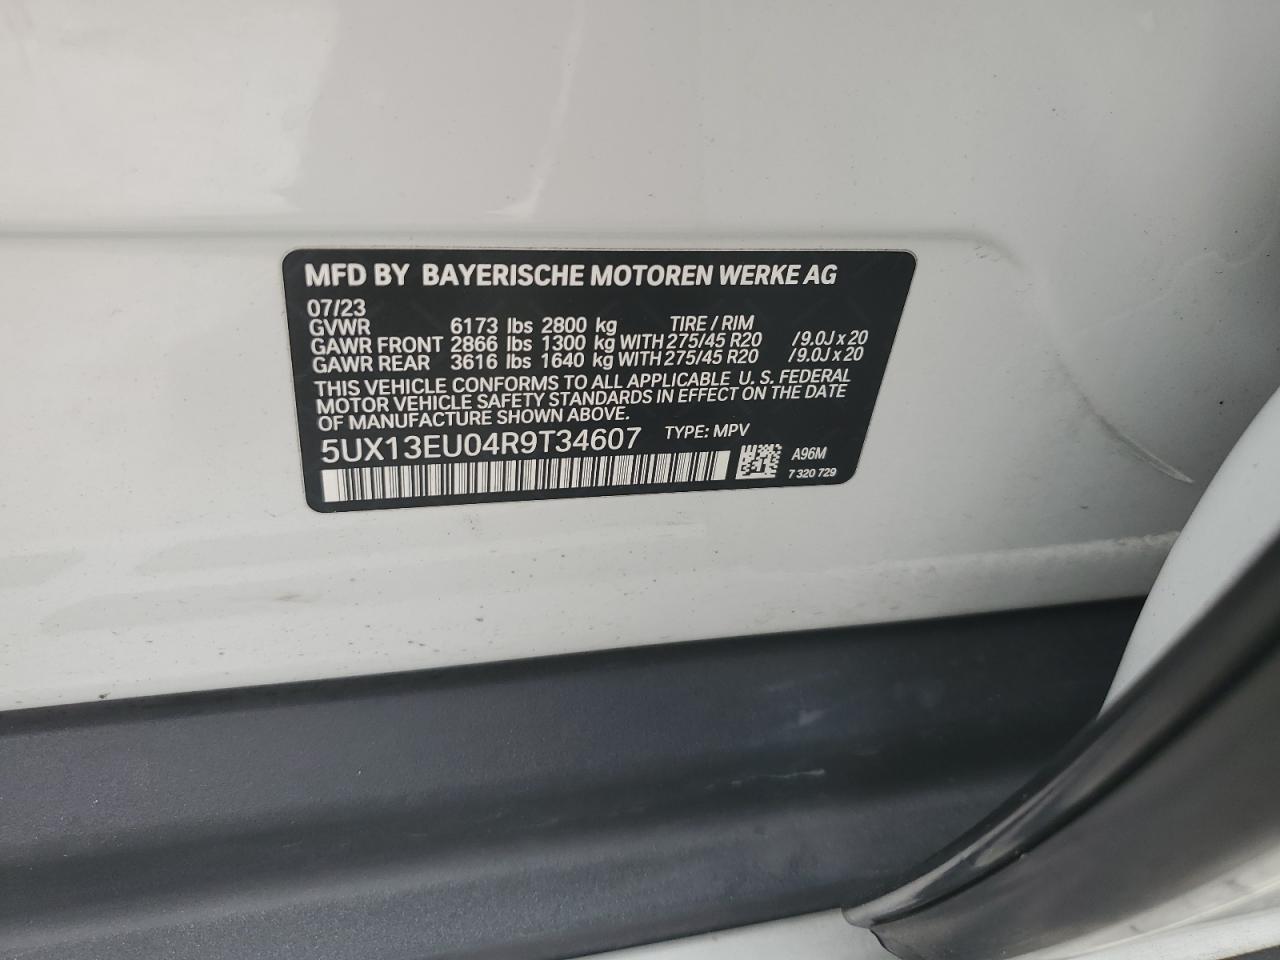 MFD BY BAYERISCHE MOTOREN WERKE AG
07/23
GVWR 6173 lbs 2800 kg TIRE / RIM
GAWR FRONT 2866 lbs 1300 kg WITH 275/45 R20 /9.0J x 20
GAWR REAR 3616 lbs 1640 kg WITH 275/45 R20 /9.0J x 20
THIS VEHICLE CONFORMS TO ALL APPLICABLE U. S. FEDERAL
MOTOR VEHICLE SAFETY STANDARDS IN EFFECT ON THE DATE
OF MANUFACTURE SHOWN ABOVE.
5UX13EU04R9T34607 TYPE: MPV
A96M
7 320 729